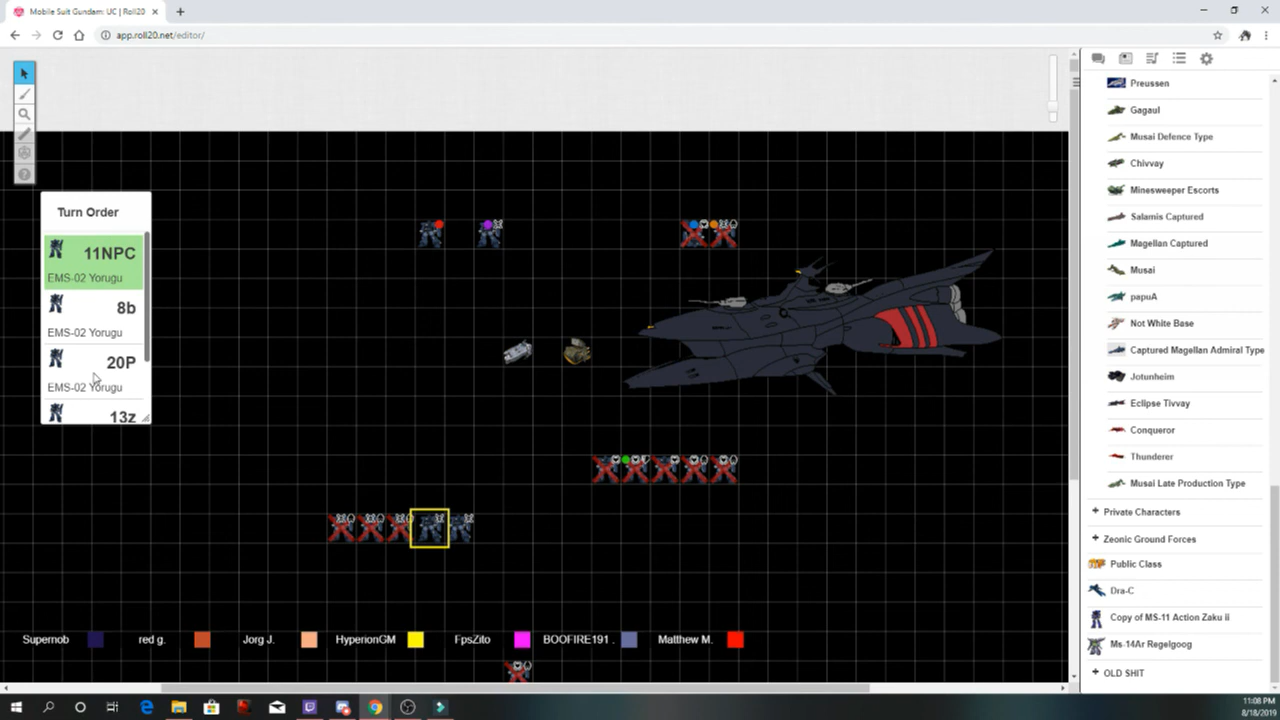 Mobile Suit Gundam: UC | Roll20
app.roll20.net/editor/
Turn Order
11NPC
EMS-02 Yorugu
8b
EMS-02 Yorugu
20P
EMS-02 Yorugu
13z
Supernob
red g.
Jorg J.
HyperionGM
FpsZito
BOOFIRE191 .
Matthew M.
Preussen
Gagaul
Musai Defence Type
Chivvay
Minesweeper Escorts
Salamis Captured
Magellan Captured
Musai
papuA
Not White Base
Captured Magellan Admiral Type
Jotunheim
Eclipse Tivvay
Conqueror
Thunderer
Musai Late Production Type
Private Characters
Zeonic Ground Forces
Public Class
Dra-C
Copy of MS-11 Action Zaku ii
Ms-14Ar Regelgoog
OLD SHIT
11:08 PM
8/18/2019